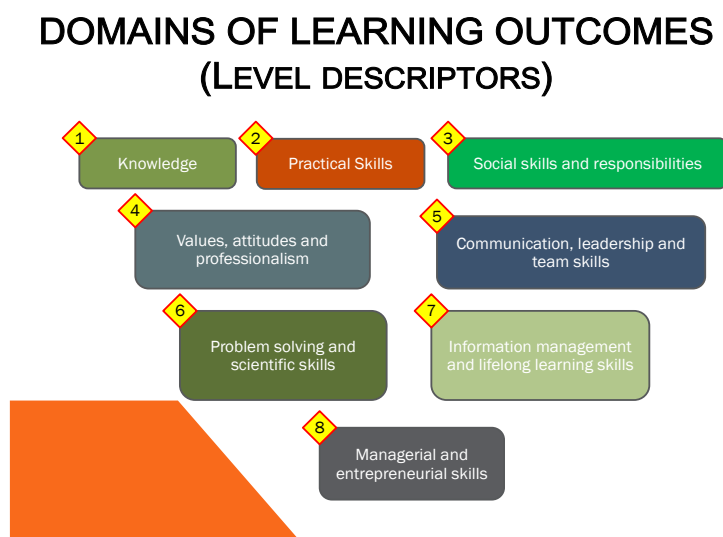 DOMAINS OF LEARNING OUTCOMES
(LEVEL DESCRIPTORS)
1
Knowledge
2
Practical Skills
3
Social skills and responsibilities
4
Values, attitudes and
professionalism
5
Communication, leadership and
team skills
6
Problem solving and
scientific skills
7
Information management
and lifelong learning skills
8
Managerial and
entrepreneurial skills